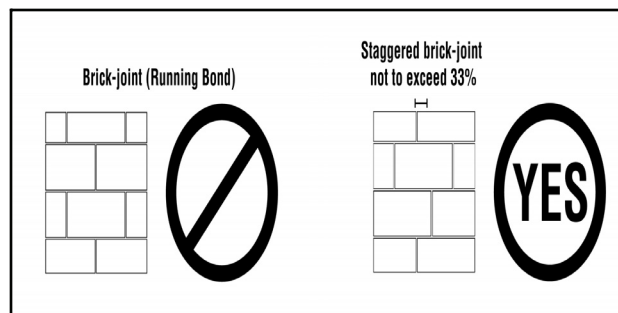 Brick-joint (Running Bond)
Staggered brick-joint
not to exceed 33%
YES